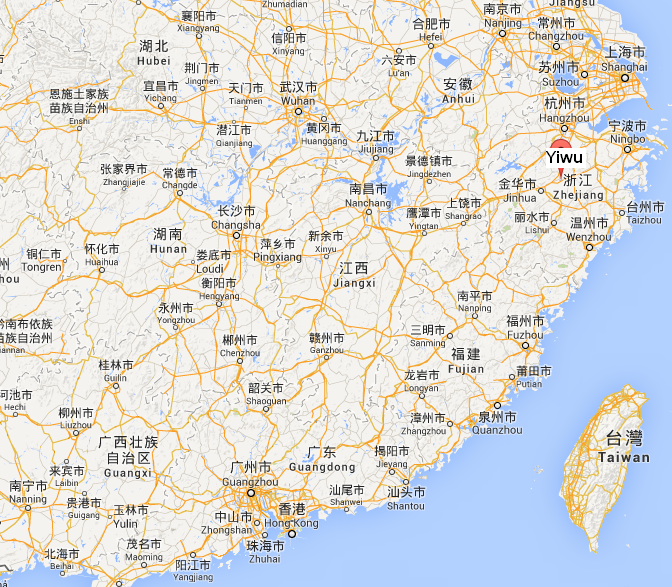 Zhumadian
Jiangsu
襄阳市
Xiangyang
信阳市
Xinyang
合肥市
Hefei
南京市
Nanjing
常州市
Changzhou
上海市
Shanghai
湖北
Hubei
荆门市
Jingmen
六安市
Lu'an
苏州市
Suzhou
恩施土家族
苗族自治州
Enshi
宜昌市
Yichang
天门市
Tianmen
武汉市
Wuhan
安徽
Anhui
杭州市
Hangzhou
潜江市
Qianjiang
黄冈市
Huanggang
九江市
Jiujiang
宁波市
Ningbo
Yiwu
张家界市
Zhangjiajie
常德市
Changde
景德镇市
Jingdezhen
南昌市
Nanchang
金华市
Jinhua
浙江
Zhejiang
长沙市
Changsha
鹰潭市
Yingtan
上饶市
Shangrao
丽水市
Lishui
台州市
Taizhou
温州市
Wenzhou
铜仁市
Tongren
怀化市
Huaihua
湖南
Hunan
娄底市
Loudi
萍乡市
Pingxiang
新余市
Xinyu
江西
Jiangxi
衡阳市
Hengyang
永州市
Yongzhou
南平市
Nanping
黔南布依族
苗族自治州
郴州市
Chenzhou
赣州市
Ganzhou
三明市
Sanming
福州市
Fuzhou
福建
Fujian
桂林市
Guilin
韶关市
Shaoguan
龙岩市
Longyan
莆田市
Putian
河池市
Hechi
柳州市
Liuzhou
漳州市
Zhangzhou
泉州市
Quanzhou
广西壮族
自治区
Guangxi
来宾市
Laibin
广东
Guangdong
揭阳市
Jieyang
台灣
Taiwan
广州市
Guangzhou
南宁市
Nanning
贵港市
Guigang
玉林市
Yulin
汕尾市
Shanwei
汕头市
Shantou
中山市
Zhongshan
香港
Hong Kong
珠海市
Zhuhai
北海市
Beihai
茂名市
Maoming
阳江市
Yangjiang